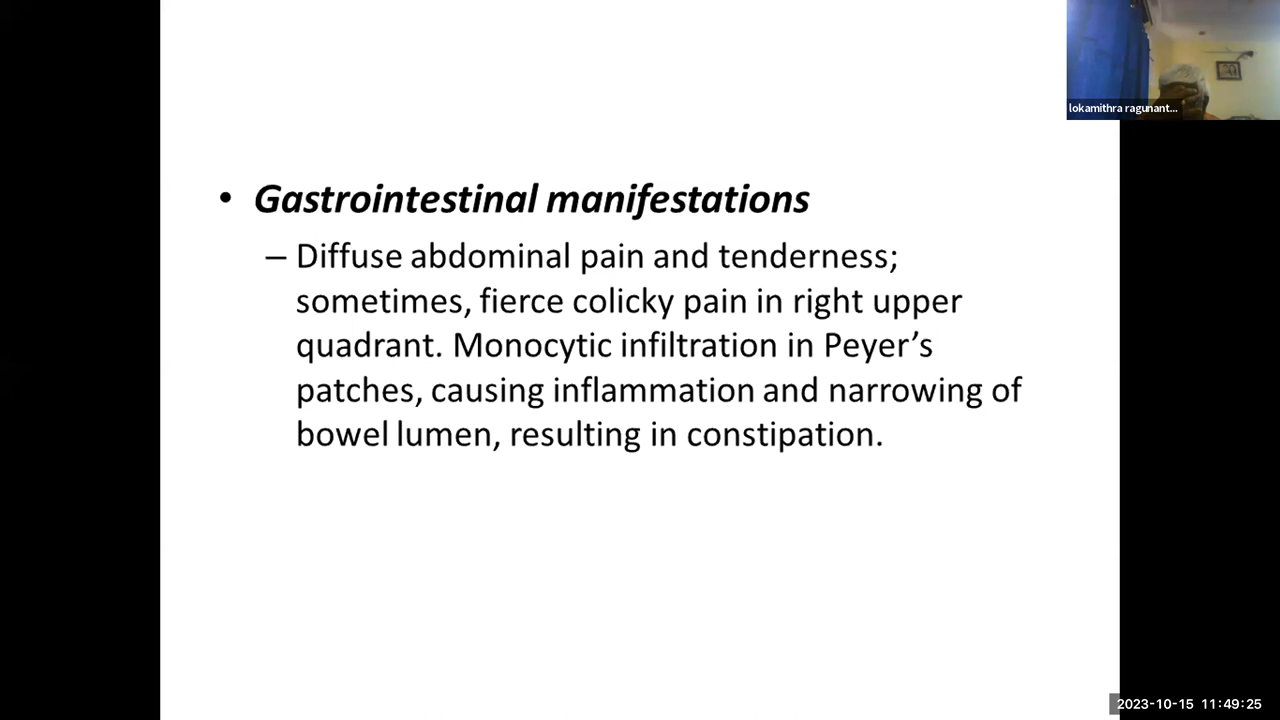 lokamithra ragunant...
• Gastrointestinal manifestations
– Diffuse abdominal pain and tenderness;
sometimes, fierce colicky pain in right upper
quadrant. Monocytic infiltration in Peyer’s
patches, causing inflammation and narrowing of
bowel lumen, resulting in constipation.
2023-10-15 11:49:25